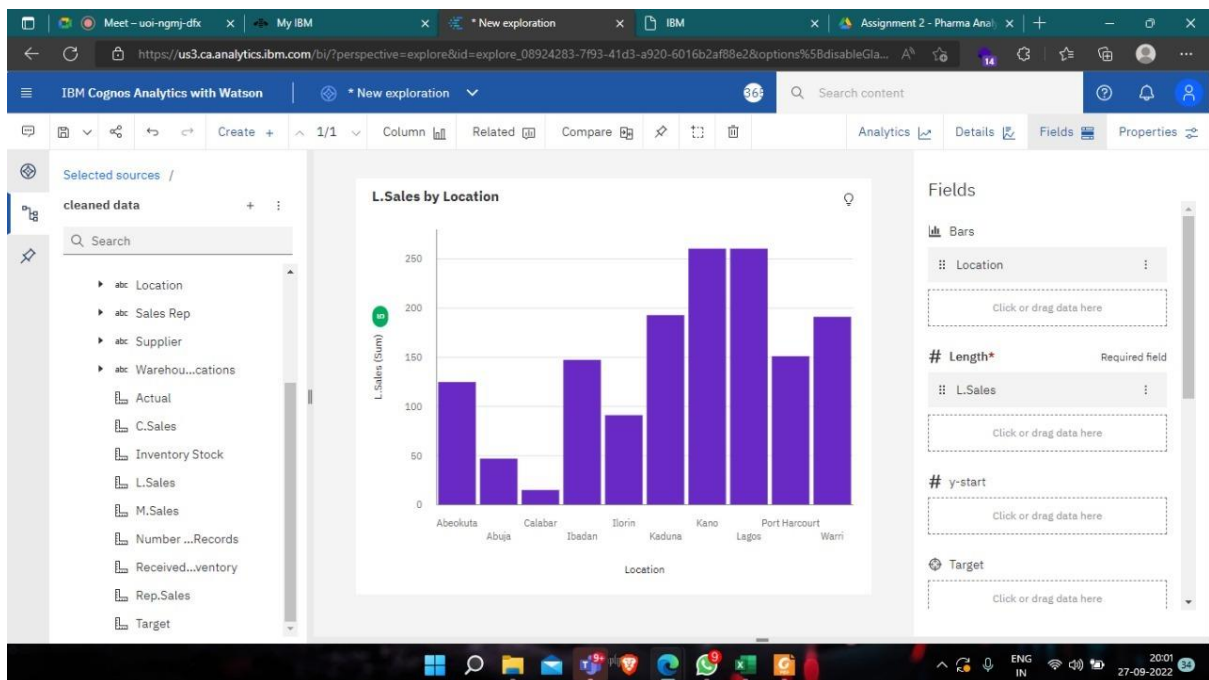 Meet – uoi-ngmj-dfx
My IBM
* New exploration
IBM
Assignment 2 - Pharma Anal
https://us3.ca.analytics.ibm.com/bi/?perspective=explore&id=explore_08924283-7f93-41d3-a920-6016b2af88e2&options%5BdisableGla...
14
IBM Cognos Analytics with Watson
* New exploration
Search content
1/1
Create +
Column
Related
Compare
Analytics
Details
Fields
Properties
Selected sources /
cleaned data
Search
abc Location
abc Sales Rep
abc Supplier
abc Warehou...cations
Actual
C.Sales
Inventory Stock
L.Sales
M.Sales
Number ...Records
Received...ventory
Rep.Sales
Target
L.Sales by Location
L.Sales (Sum)
250
200
150
100
50
0
Abeokuta
Abuja
Calabar
Ibadan
Ilorin
Kaduna
Kano
Lagos
Port Harcourt
Warri
Location
Fields
Bars
Location
Click or drag data here
# Length*
Required field
L.Sales
Click or drag data here
# y-start
Click or drag data here
Target
Click or drag data here
9+
ENG
IN
20:01
27-09-2022
34